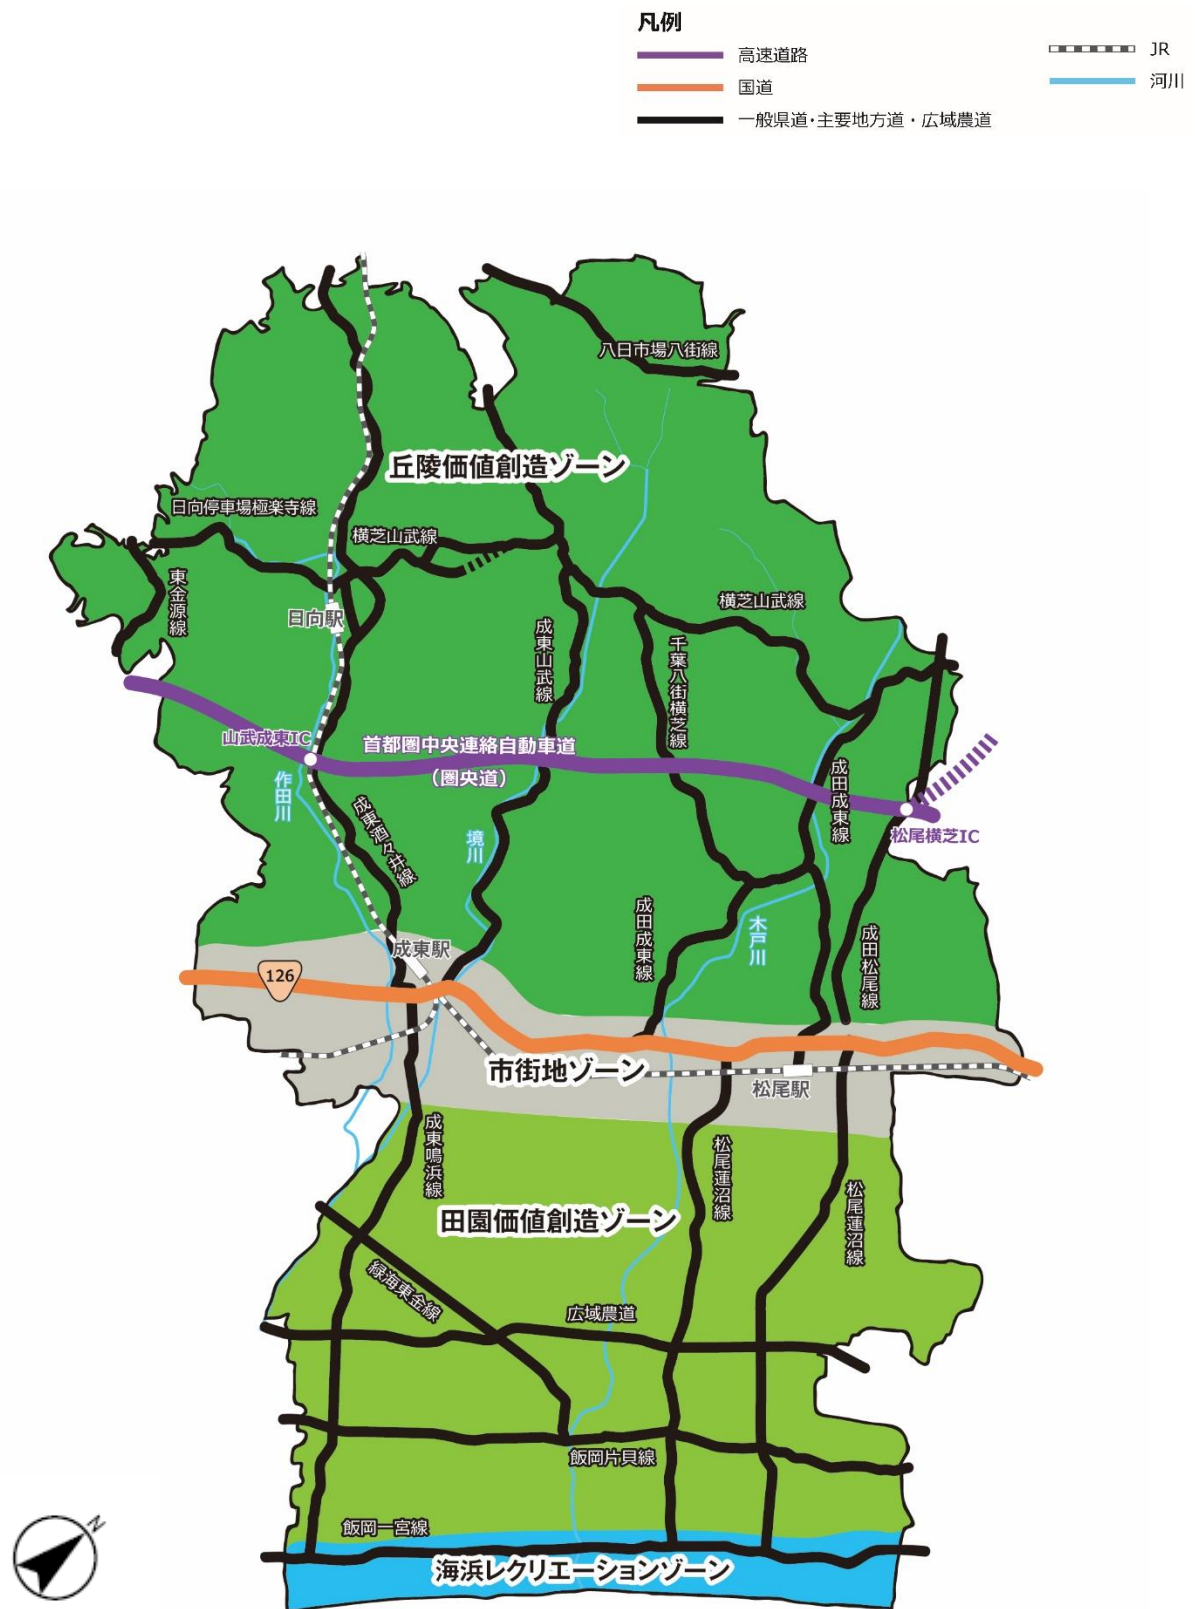 凡例
高速道路
国道
一般県道・主要地方道・広域農道
JR
河川
八日市場八街線
丘陵価値創造ゾーン
日向停車場極楽寺線
横芝山武線
東金源線
日向駅
成東山武線
横芝山武線
千葉八街横芝線
山武成東IC
首都圏中央連絡自動車道
（圏央道）
作田川
成東酒々井線
境川
成田成東線
松尾横芝IC
成田成東線
木戸川
成田松尾線
成東駅
126
市街地ゾーン
松尾駅
成東鳴浜線
松尾蓮沼線
松尾蓮沼線
田園価値創造ゾーン
緑海東金線
広域農道
飯岡片貝線
飯岡一宮線
海浜レクリエーションゾーン
N